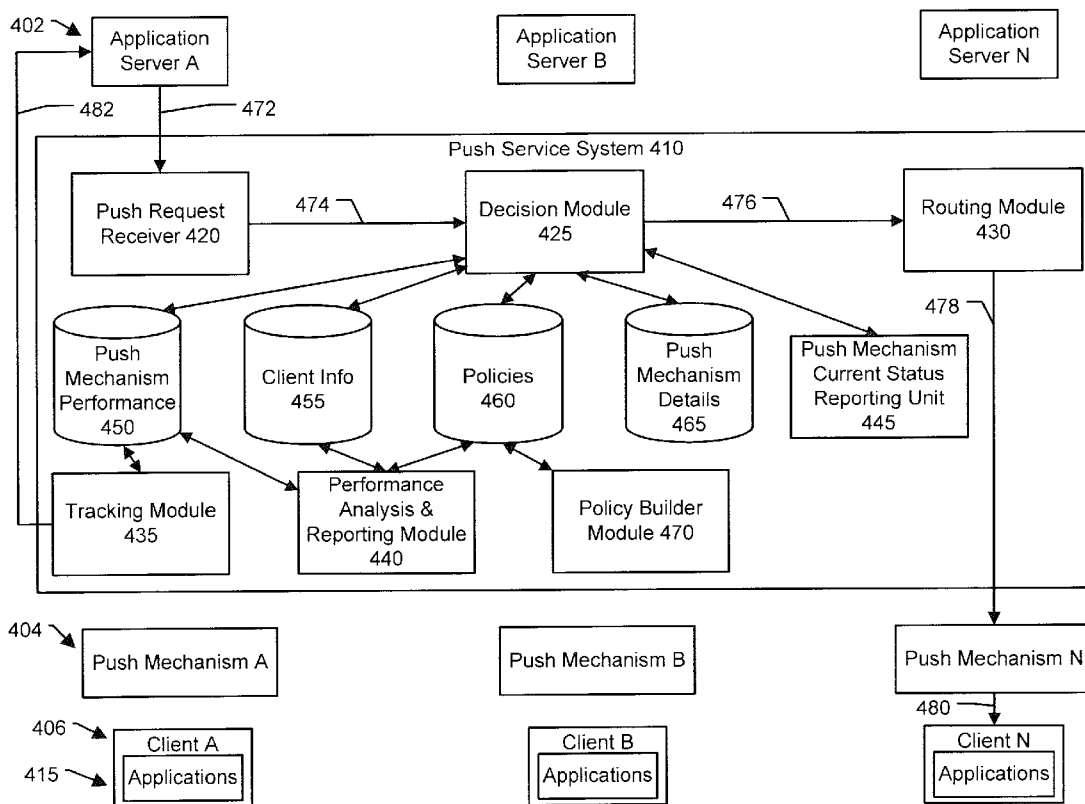 402
Application
Server A
Application
Server B
Application
Server N
482
472
Push Service System 410
Push Request
Receiver 420
474
Decision Module
425
476
Routing Module
430
478
Push
Mechanism
Performance
450
Client Info
455
Policies
460
Push
Mechanism
Details
465
Push Mechanism
Current Status
Reporting Unit
445
Tracking Module
435
Performance
Analysis &
Reporting Module
440
Policy Builder
Module 470
404
Push Mechanism A
Push Mechanism B
Push Mechanism N
480
406
Client A
Client B
Client N
415
Applications
Applications
Applications